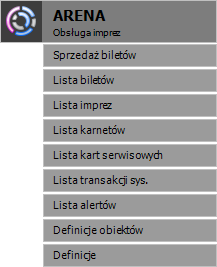 ARENA
Obsługa imprez
Sprzedaż biletów
Lista biletów
Lista imprez
Lista karnetów
Lista kart serwisowych
Lista transakcji sys.
Lista alertów
Definicje obiektów
Definicje